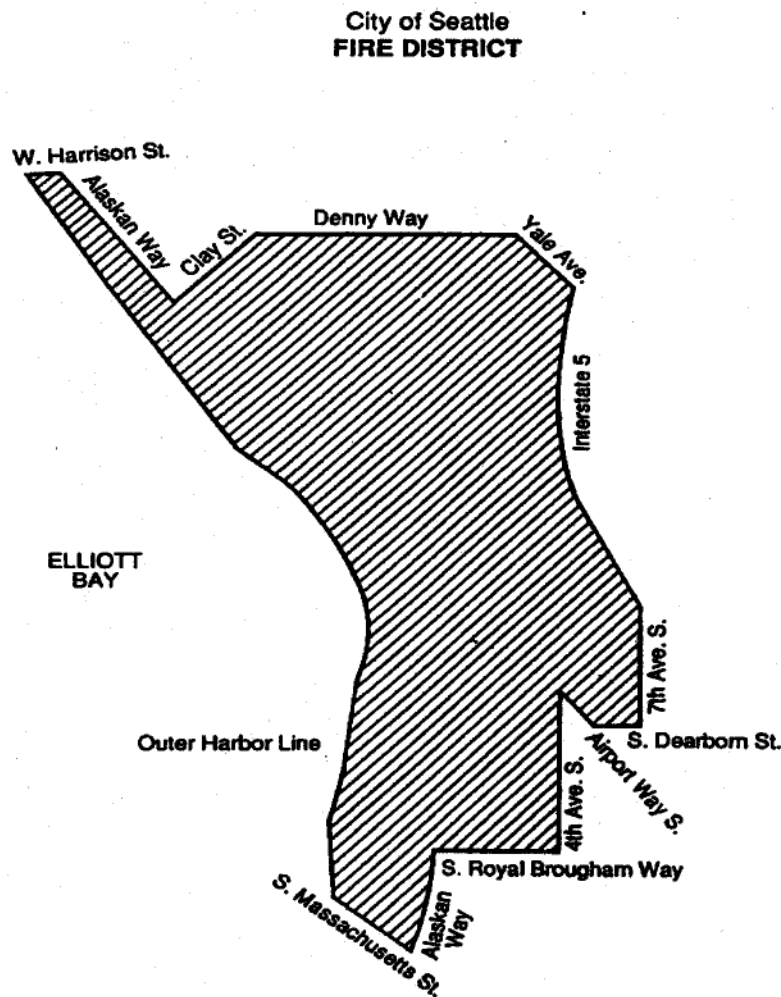 City of Seattle
FIRE DISTRICT
W. Harrison St.
Alaskan Way
Clay St.
Denny Way
Yale Ave.
Interstate 5
ELLIOTT
BAY
7th Ave. S.
Outer Harbor Line
S. Dearborn St.
Airport Way S.
4th Ave. S.
S. Royal Brougham Way
S. Massachusetts St.
Alaskan
Way